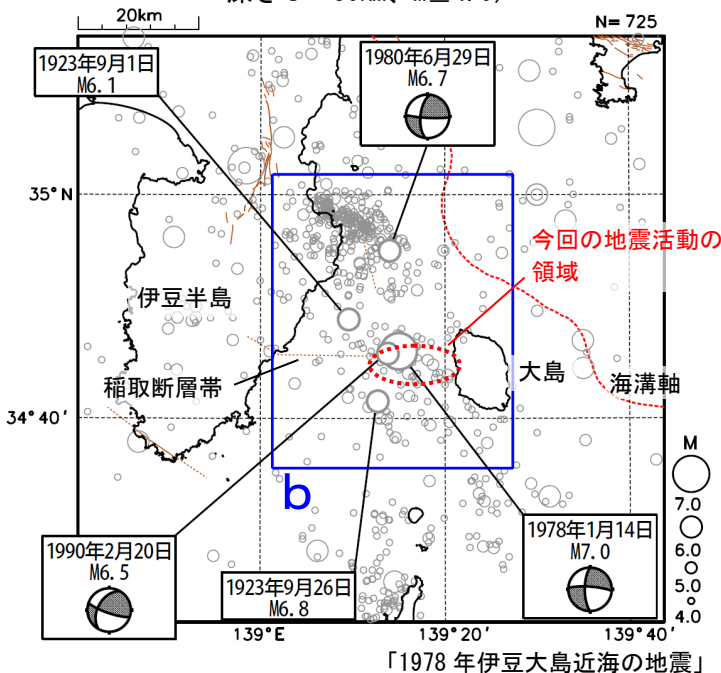 20km
N= 725
1923年9月1日
M6.1
1980年6月29日
M6.7
35°N
今回の地震活動の
領域
伊豆半島
稲取断層帯
大島
海溝軸
34°40'
b
M
7.0
6.0
5.0
4.0
1990年2月20日
M6.5
1923年9月26日
M6.8
1978年1月14日
M7.0
139°E
139°20'
139°40'
「1978 年伊豆大島近海の地震」